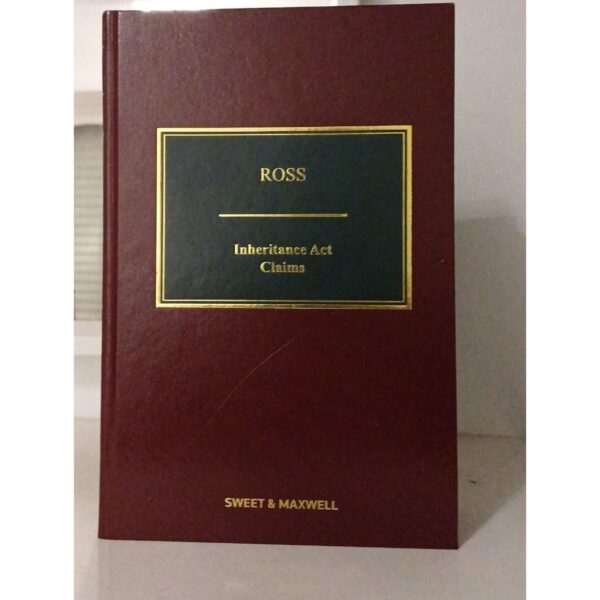 ROSS
Inheritance Act
Claims
SWEET & MAXWELL